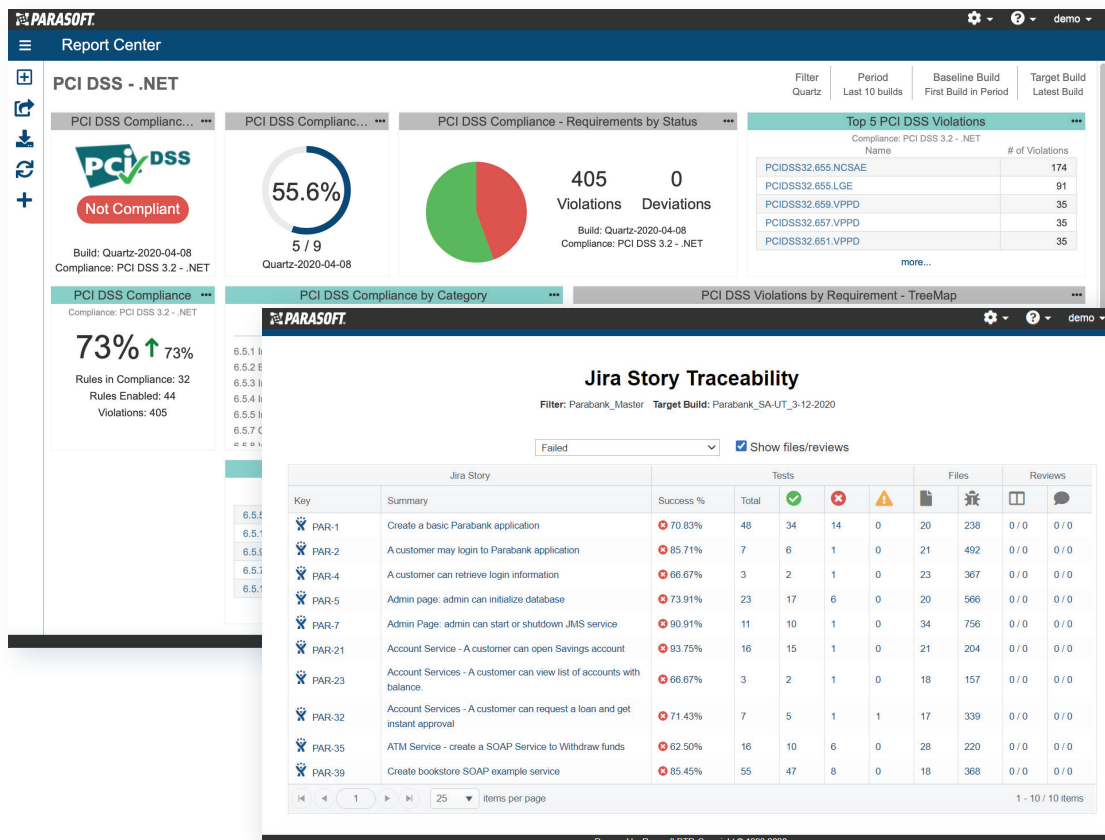 PARASOFT.
demo
Report Center
PCI DSS - .NET
Filter
Quartz
Period
Last 10 builds
Baseline Build
First Build in Period
Target Build
Latest Build
PCI DSS Complianc... •••
PCI DSS
Not Compliant
Build: Quartz-2020-04-08
Compliance: PCI DSS 3.2 - .NET
PCI DSS Complianc... •••
55.6%
5 / 9
Quartz-2020-04-08
PCI DSS Compliance - Requirements by Status •••
405 0
Violations Deviations
Build: Quartz-2020-04-08
Compliance: PCI DSS 3.2 - .NET
Top 5 PCI DSS Violations •••
Compliance: PCI DSS 3.2 - .NET
Name # of Violations
PCIDSS32.655.NCSAE 174
PCIDSS32.655.LGE 91
PCIDSS32.659.VPPD 35
PCIDSS32.657.VPPD 35
PCIDSS32.651.VPPD 35
more...
PCI DSS Compliance •••
Compliance: PCI DSS 3.2 - .NET
73% 73%
Rules in Compliance: 32
Rules Enabled: 44
Violations: 405
PCI DSS Compliance by Category •••
6.5.1
6.5.2
6.5.3
6.5.4
6.5.5
6.5.7
PCI DSS Violations by Requirement - TreeMap •••
PARASOFT.
demo
Jira Story Traceability
Filter: Parabank_Master Target Build: Parabank_SA-UT_3-12-2020
Failed Show files/reviews
Jira Story Tests Files Reviews
Key Summary Success % Total
PAR-1 Create a basic Parabank application 70.83% 48 34 14 0 20 238 0 / 0 0 / 0
PAR-2 A customer may login to Parabank application 85.71% 7 6 1 0 21 492 0 / 0 0 / 0
PAR-4 A customer can retrieve login information 66.67% 3 2 1 0 23 367 0 / 0 0 / 0
PAR-5 Admin page: admin can initialize database 73.91% 23 17 6 0 20 566 0 / 0 0 / 0
PAR-7 Admin Page: admin can start or shutdown JMS service 90.91% 11 10 1 0 34 756 0 / 0 0 / 0
PAR-21 Account Service - A customer can open Savings account 93.75% 16 15 1 0 21 204 0 / 0 0 / 0
PAR-23 Account Services - A customer can view list of accounts with
balance. 66.67% 3 2 1 0 18 157 0 / 0 0 / 0
PAR-32 Account Services - A customer can request a loan and get
instant approval 71.43% 7 5 1 1 17 339 0 / 0 0 / 0
PAR-35 ATM Service - create a SOAP Service to Withdraw funds 62.50% 16 10 6 0 28 220 0 / 0 0 / 0
PAR-39 Create bookstore SOAP example service 85.45% 55 47 8 0 18 368 0 / 0 0 / 0
1 25 items per page 1 - 10 / 10 items